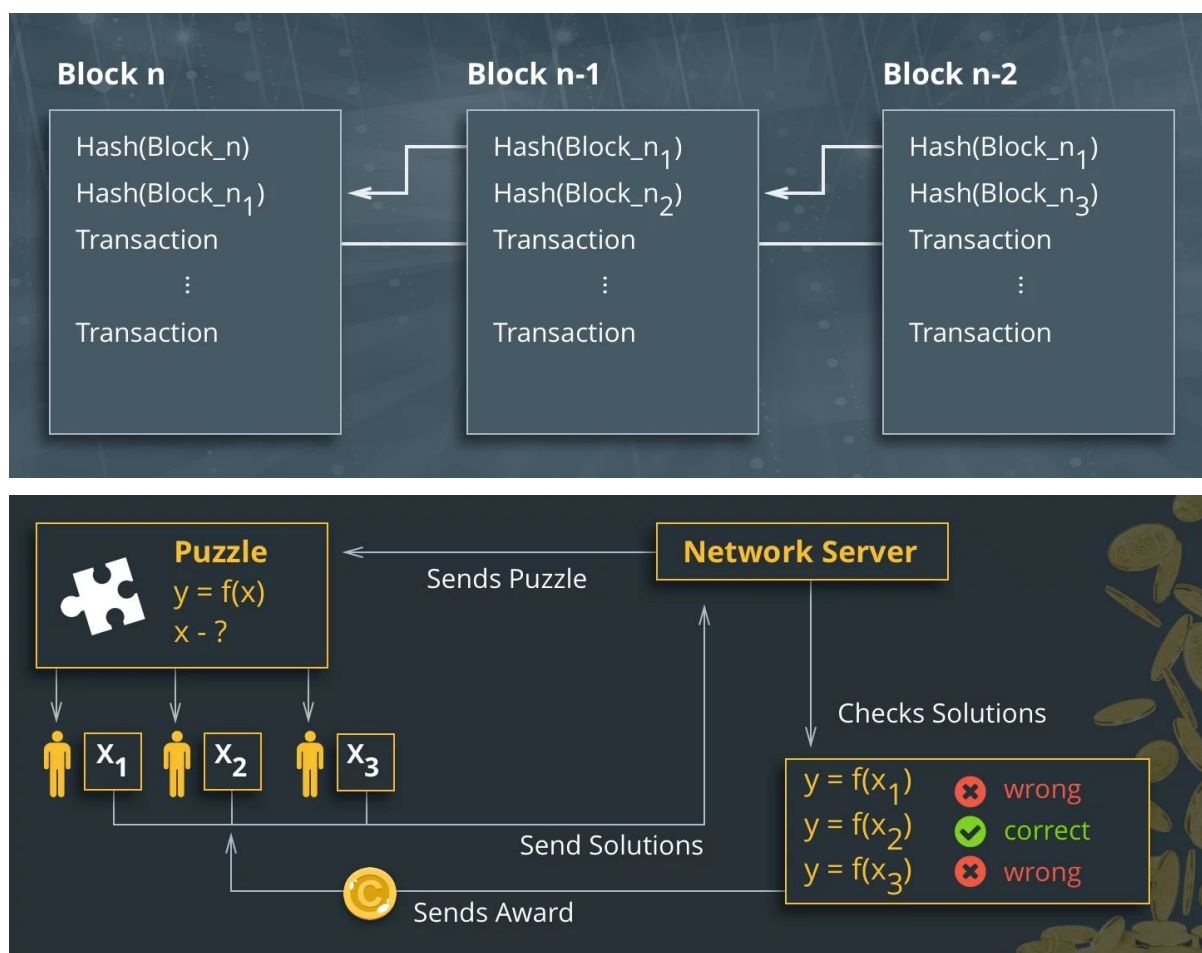 Block n
Hash(Block_n)
Hash(Block_n₁)
Transaction
⋮
Transaction
Block n-1
Hash(Block_n₁)
Hash(Block_n₂)
Transaction
⋮
Transaction
Block n-2
Hash(Block_n₁)
Hash(Block_n₃)
Transaction
⋮
Transaction
Puzzle
y = f(x)
x - ?
Sends Puzzle
Network Server
X₁
X₂
X₃
Send Solutions
Checks Solutions
y = f(x₁) wrong
y = f(x₂) correct
y = f(x₃) wrong
C
Sends Award